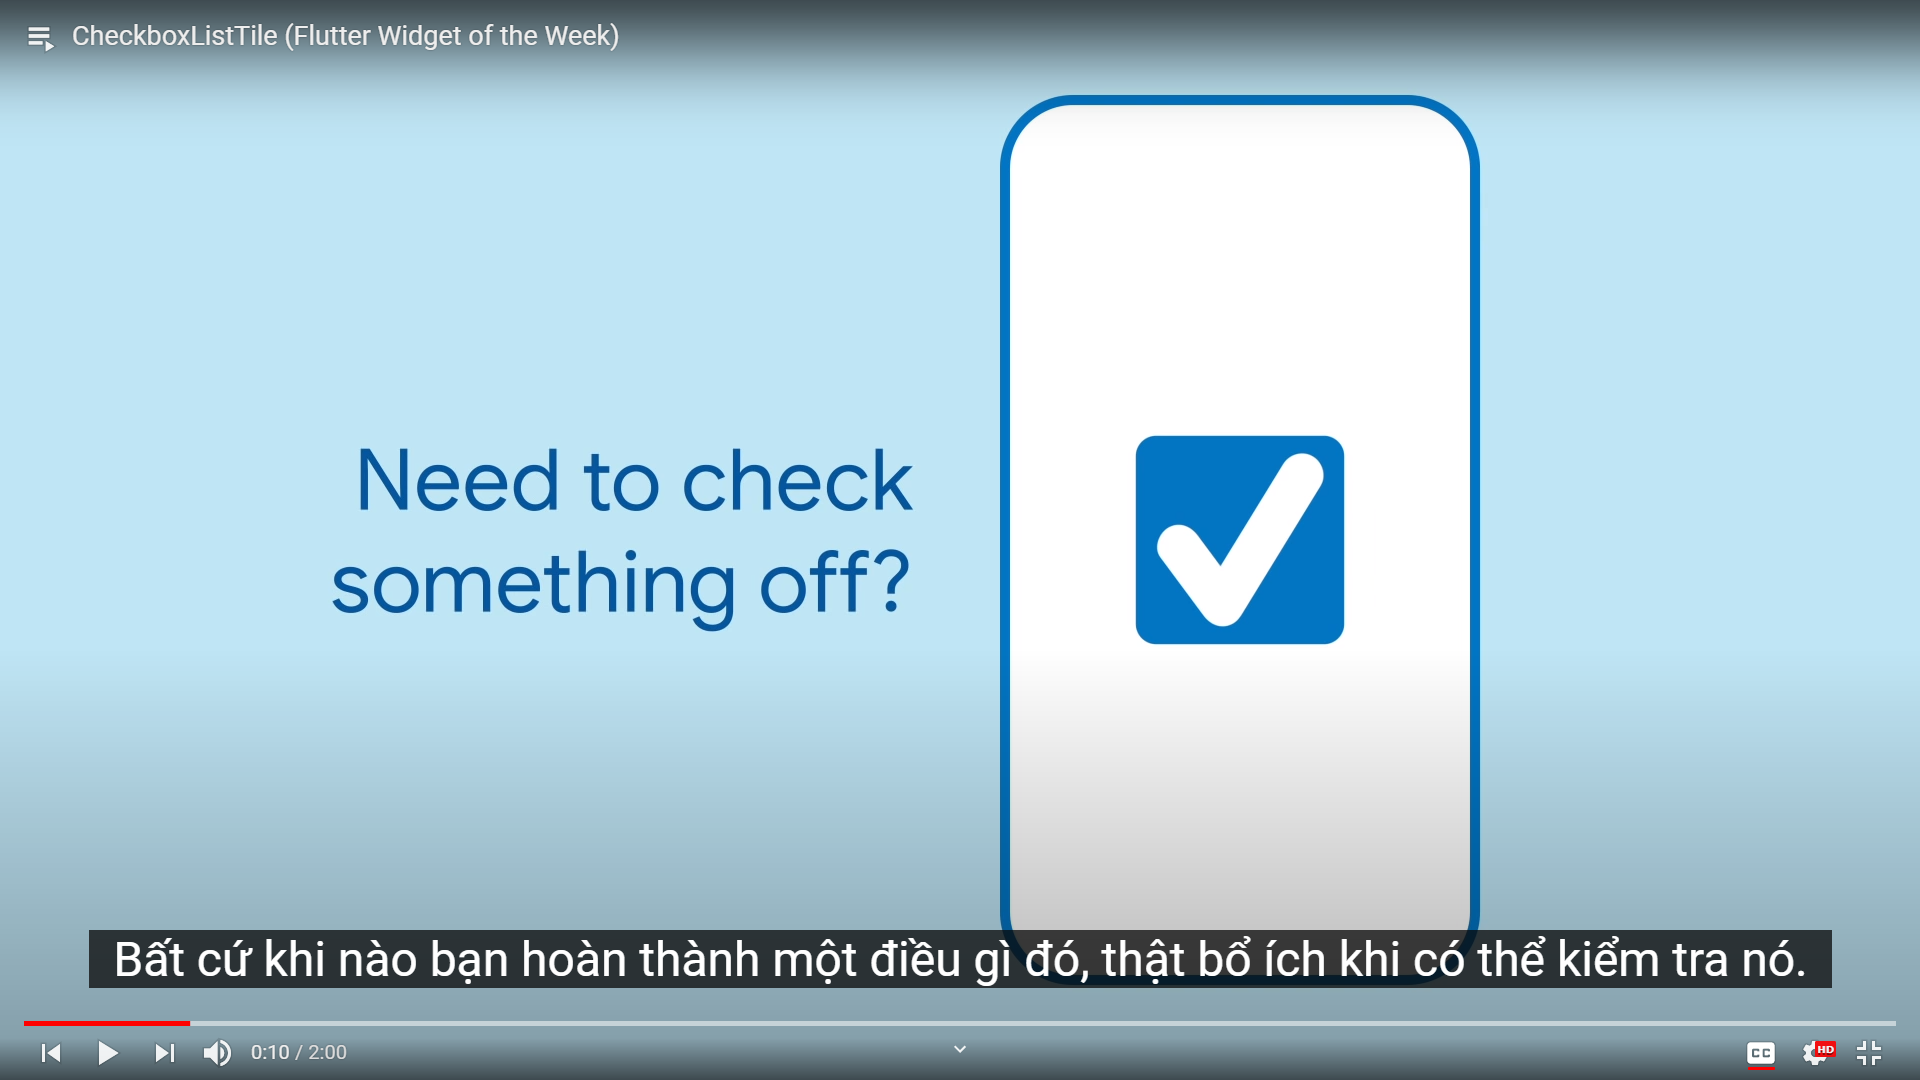 CheckboxListTile (Flutter Widget of the Week)
Need to check
something off?
Bất cứ khi nào bạn hoàn thành một điều gì đó, thật bổ ích khi có thể kiểm tra nó.
0:10 / 2:00
CC
HD